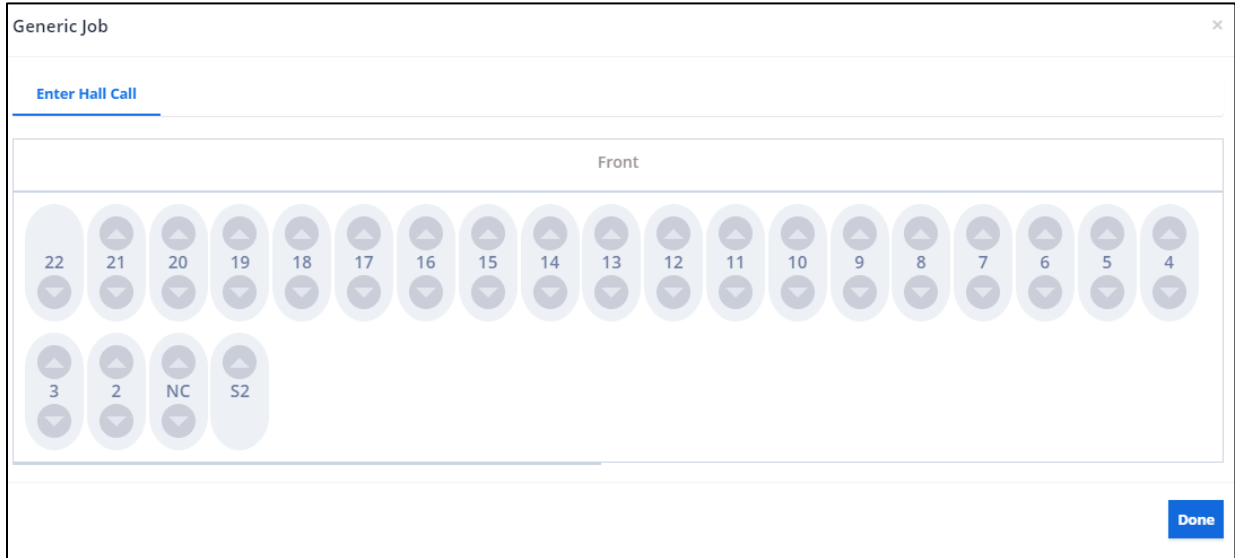 Generic Job ×
Enter Hall Call
Front
22 21 20 19 18 17 16 15 14 13 12 11 10 9 8 7 6 5 4
3 2 NC S2
Done